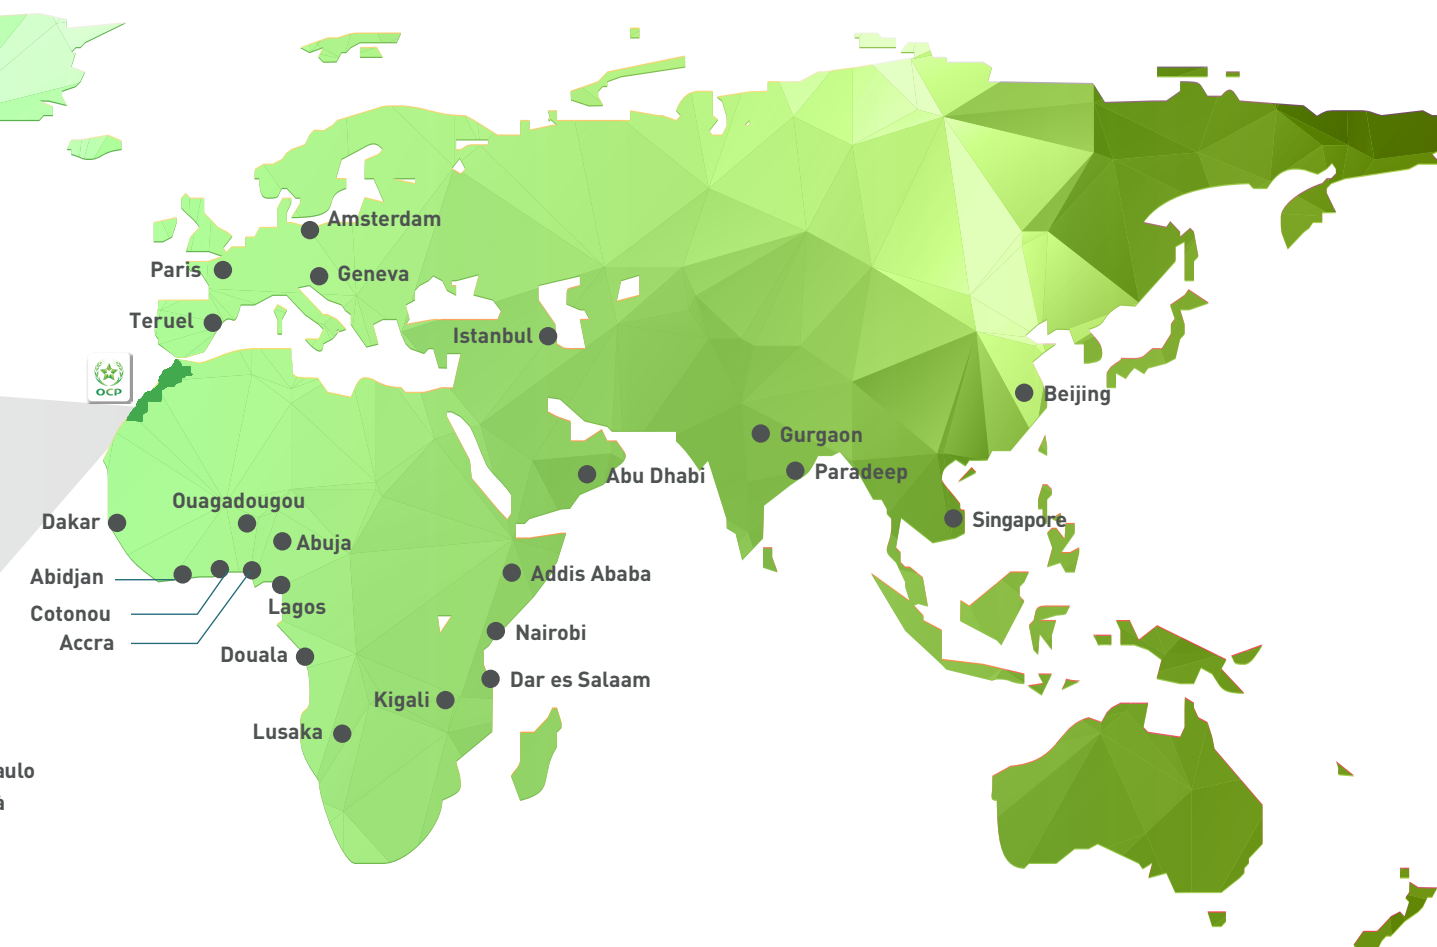 Amsterdam
Paris
Geneva
Teruel
Istanbul
OCP
Beijing
Gurgaon
Paradeep
Abu Dhabi
Ouagadougou
Dakar
Singapore
Abuja
Abidjan
Addis Ababa
Lagos
Cotonou
Nairobi
Accra
Douala
Dar es Salaam
Kigali
Lusaka
aulo
à